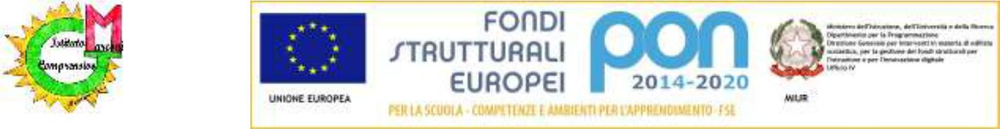 Istituto
Marconi
Comprensivo
UNIONE EUROPEA
FONDI
STRUTTURALI
EUROPEI
pon
2014-2020
PER LA SCUOLA - COMPETENZE E AMBIENTI PER L'APPRENDIMENTO - FSE
Ministero dell'Istruzione, dell'Università e della Ricerca
Dipartimento per la Programmazione
Direzione Generale per interventi in materia di edilizia
scolastica, per la gestione dei fondi strutturali per
l'istruzione e per l'innovazione digitale
Ufficio IV
MIUR